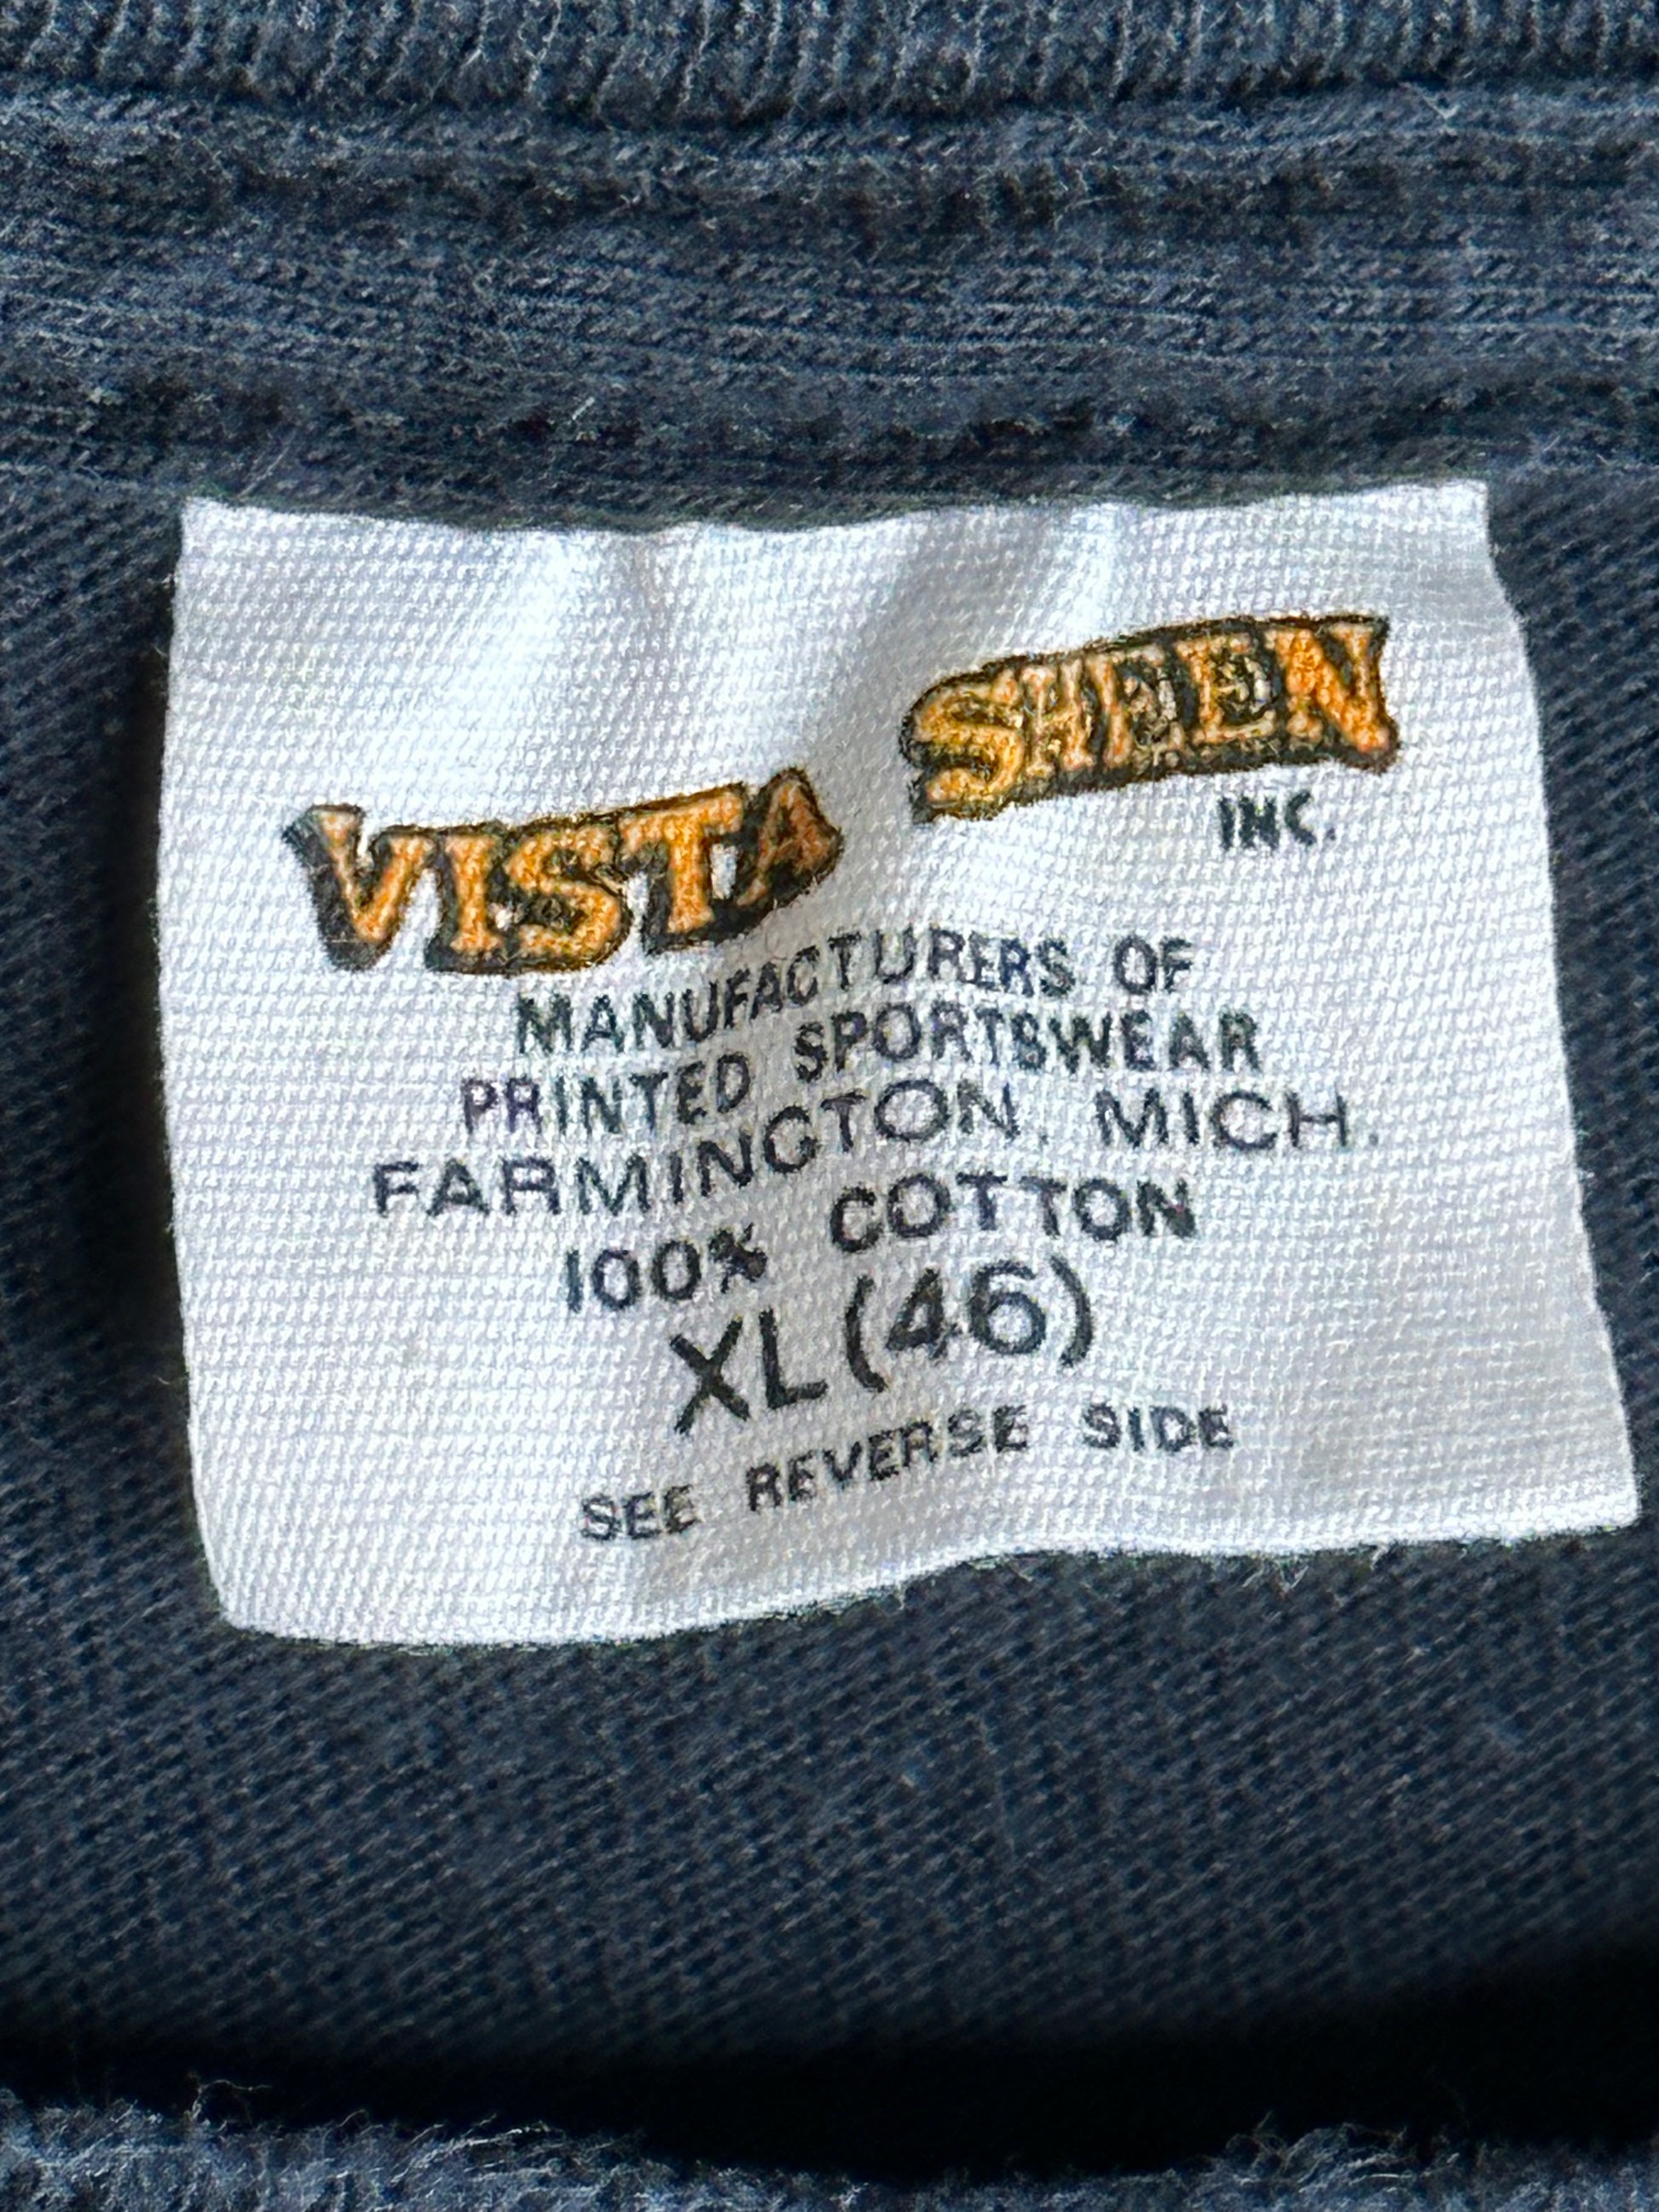 VISTA SHEEN
INC.
MANUFACTURERS OF
PRINTED SPORTSWEAR
FARMINGTON, MICH.
100% COTTON
XL (46)
SEE REVERSE SIDE